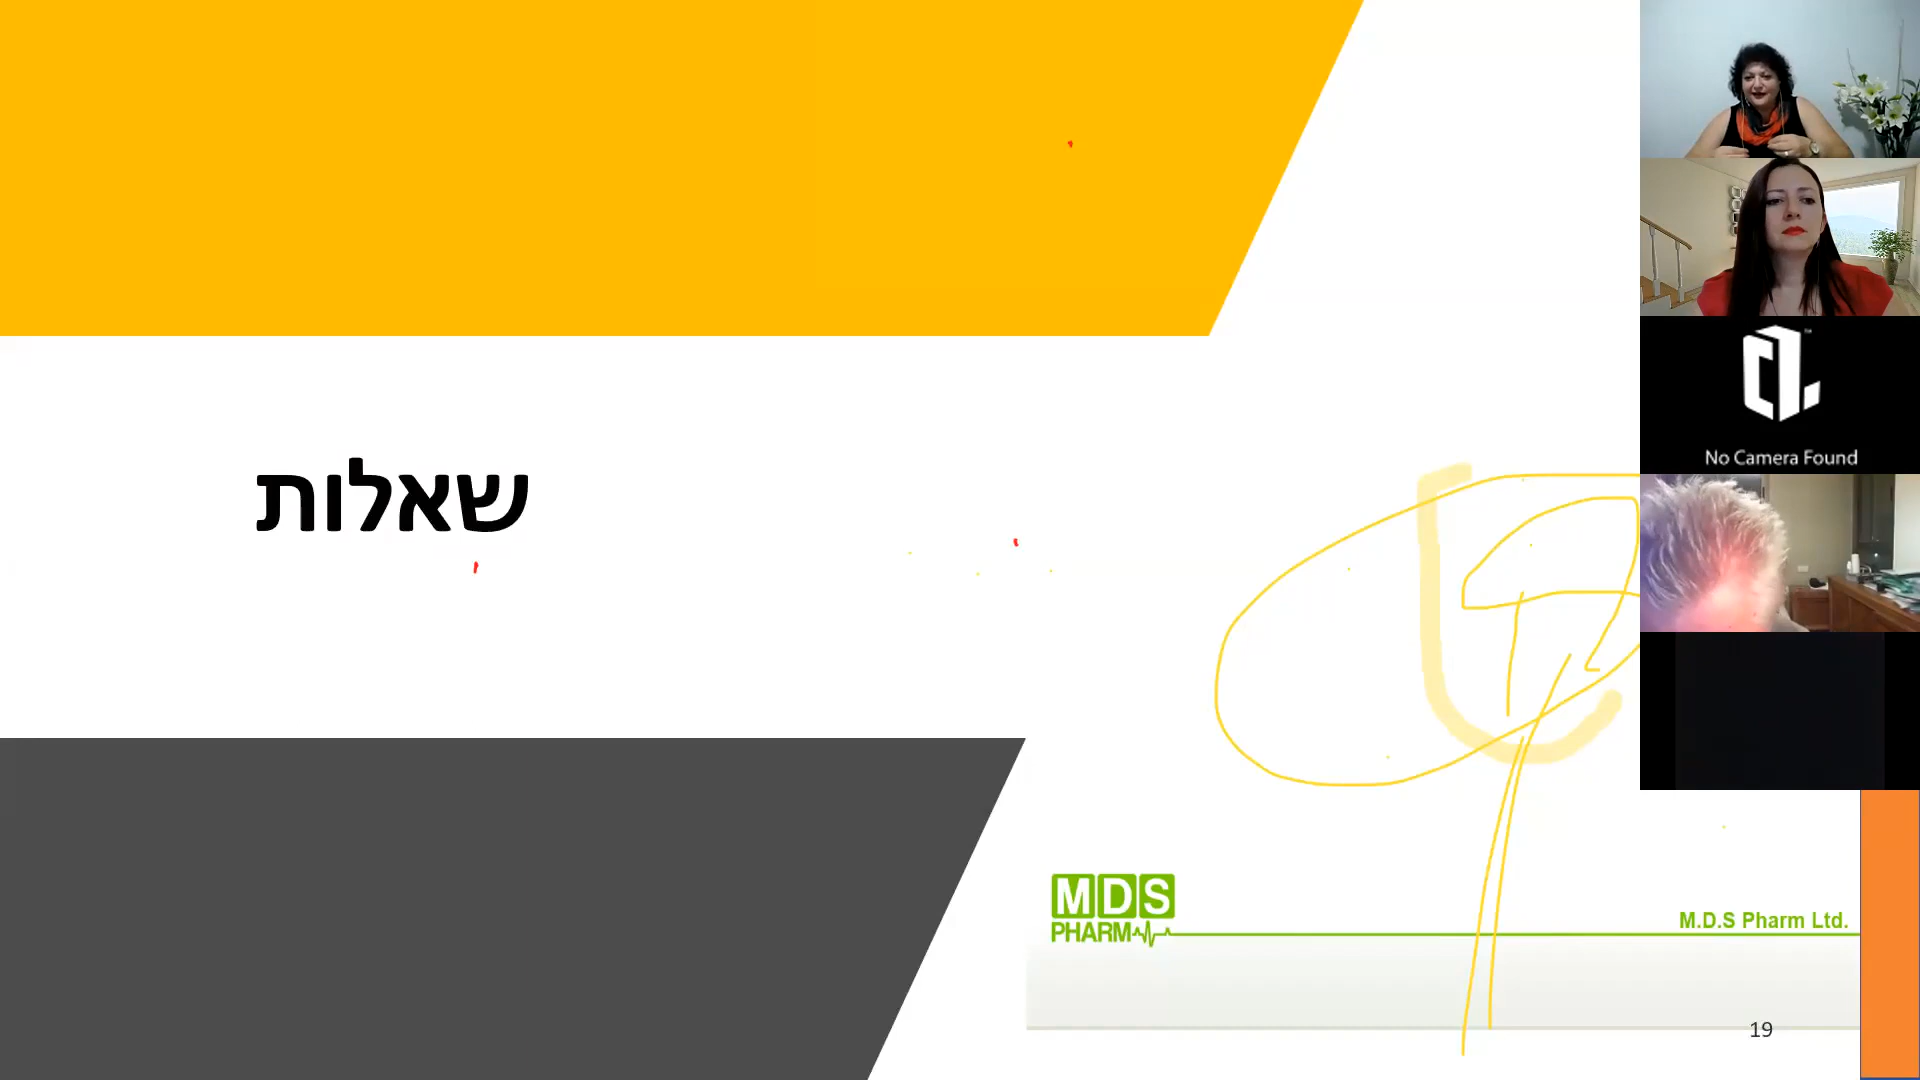 שאלות
No Camera Found
MDS
PHARM
M.D.S Pharm Ltd.
19